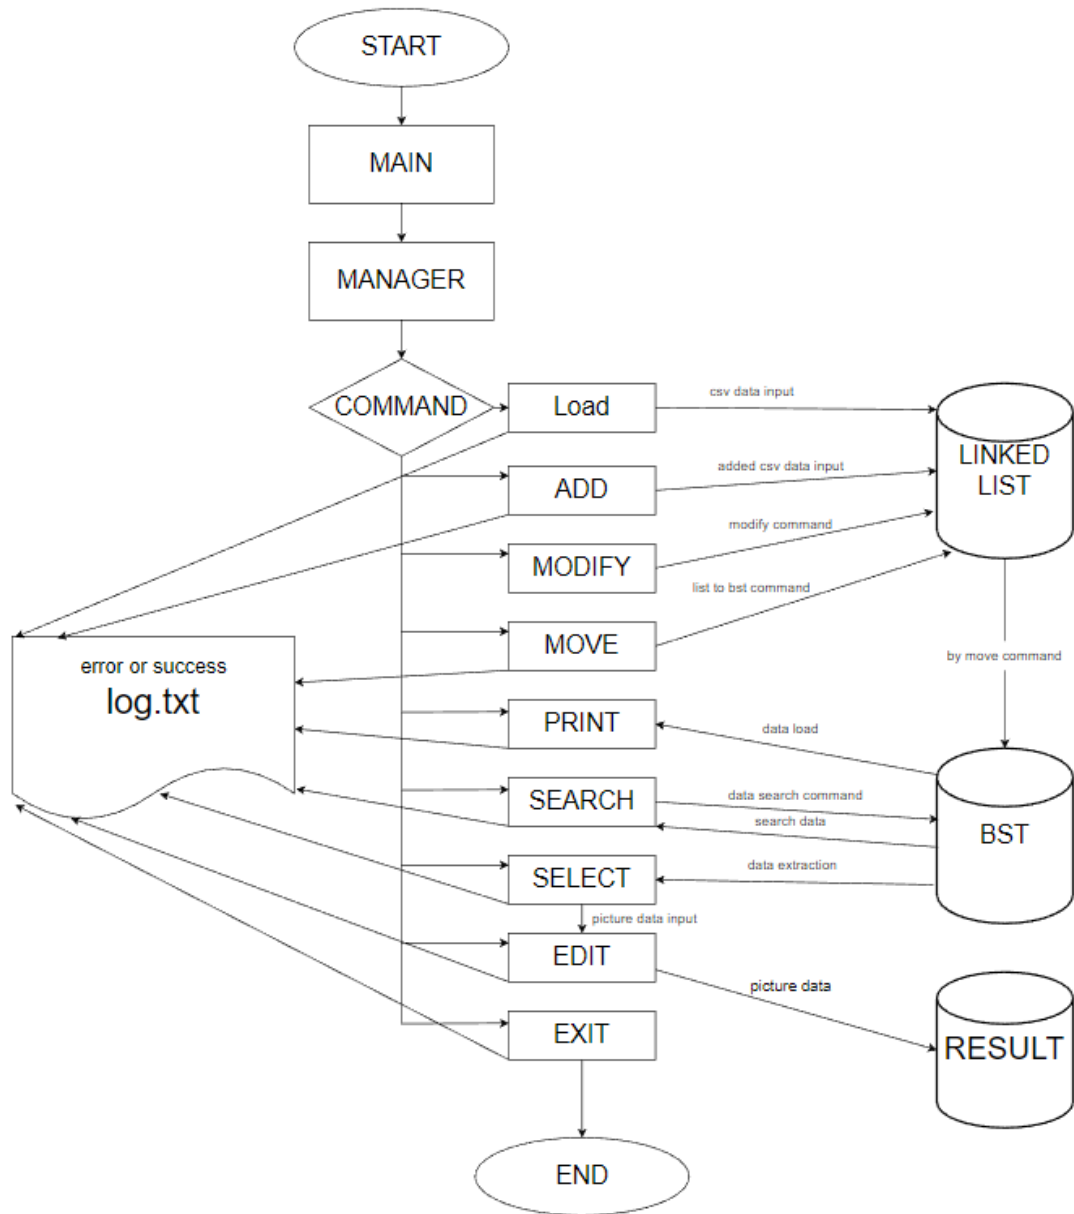 START
MAIN
MANAGER
COMMAND
Load
csv data input
LINKED
LIST
ADD
added csv data input
MODIFY
modify command
MOVE
list to bst command
by move command
error or success
log.txt
PRINT
data load
SEARCH
data search command
search data
BST
SELECT
data extraction
picture data input
EDIT
picture data
RESULT
EXIT
END